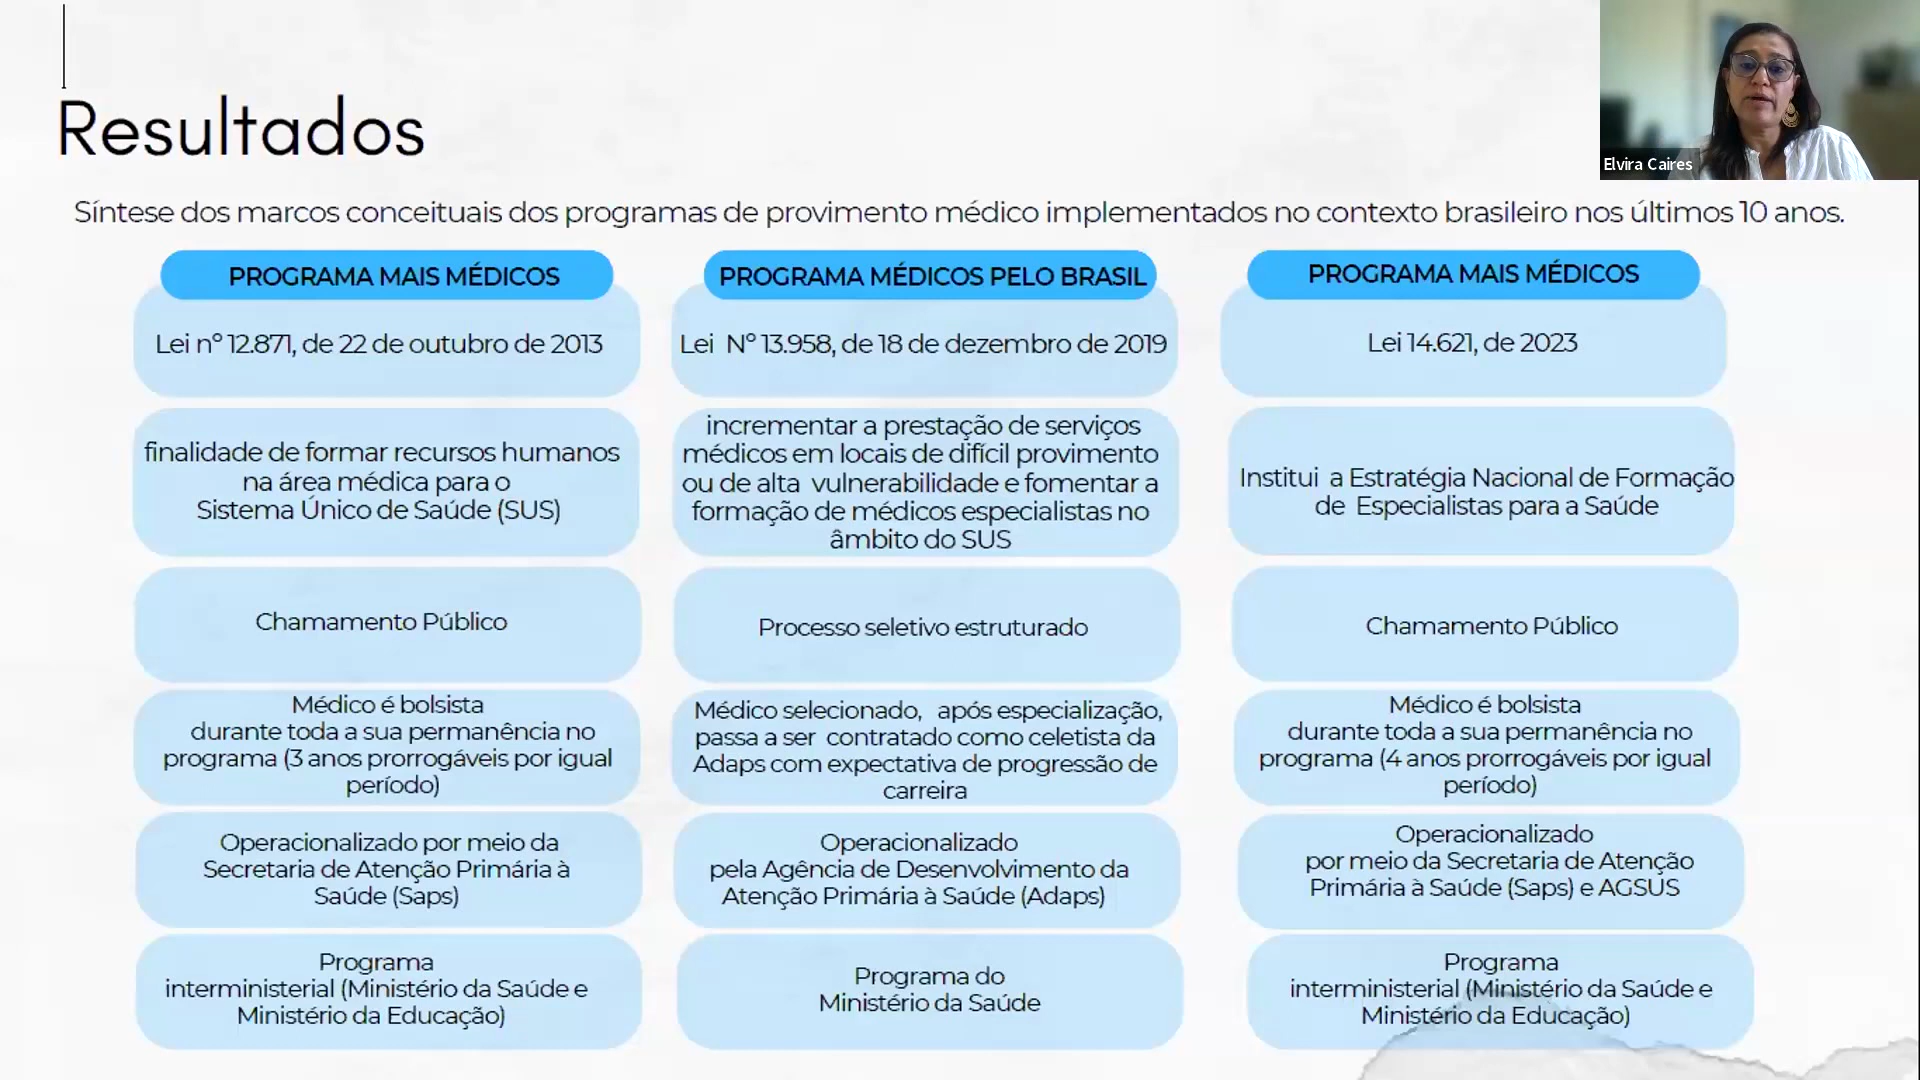 Resultados
Elvira Caires
Síntese dos marcos conceituais dos programas de provimento médico implementados no contexto brasileiro nos últimos 10 anos.
PROGRAMA MAIS MÉDICOS
Lei nº 12.871, de 22 de outubro de 2013
finalidade de formar recursos humanos
na área médica para o
Sistema Único de Saúde (SUS)
Chamamento Público
Médico é bolsista
durante toda a sua permanência no
programa (3 anos prorrogáveis por igual
período)
Operacionalizado por meio da
Secretaria de Atenção Primária à
Saúde (Saps)
Programa
interministerial (Ministério da Saúde e
Ministério da Educação)
PROGRAMA MÉDICOS PELO BRASIL
Lei Nº 13.958, de 18 de dezembro de 2019
incrementar a prestação de serviços
médicos em locais de difícil provimento
ou de alta vulnerabilidade e fomentar a
formação de médicos especialistas no
âmbito do SUS
Processo seletivo estruturado
Médico selecionado, após especialização,
passa a ser contratado como celetista da
Adaps com expectativa de progressão de
carreira
Operacionalizado
pela Agência de Desenvolvimento da
Atenção Primária à Saúde (Adaps)
Programa do
Ministério da Saúde
PROGRAMA MAIS MÉDICOS
Lei 14.621, de 2023
Institui a Estratégia Nacional de Formação
de Especialistas para a Saúde
Chamamento Público
Médico é bolsista
durante toda a sua permanência no
programa (4 anos prorrogáveis por igual
período)
Operacionalizado
por meio da Secretaria de Atenção
Primária à Saúde (Saps) e AGSUS
Programa
interministerial (Ministério da Saúde e
Ministério da Educação)